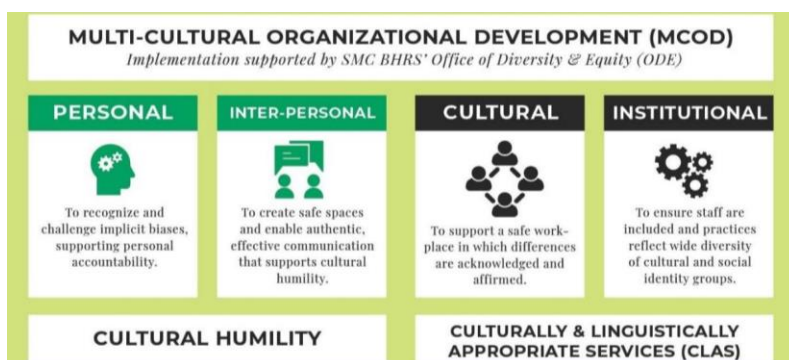 MULTI-CULTURAL ORGANIZATIONAL DEVELOPMENT (MCOD)
Implementation supported by SMC BHRS' Office of Diversity & Equity (ODE)
PERSONAL
To recognize and
challenge implicit biases,
supporting personal
accountability.
INTER-PERSONAL
To create safe spaces
and enable authentic,
effective communication
that supports cultural
humility.
CULTURAL
To support a safe work-
place in which differences
are acknowledged and
affirmed.
INSTITUTIONAL
To ensure staff are
included and practices
reflect wide diversity
of cultural and social
identity groups.
CULTURAL HUMILITY
CULTURALLY & LINGUISTICALLY
APPROPRIATE SERVICES (CLAS)